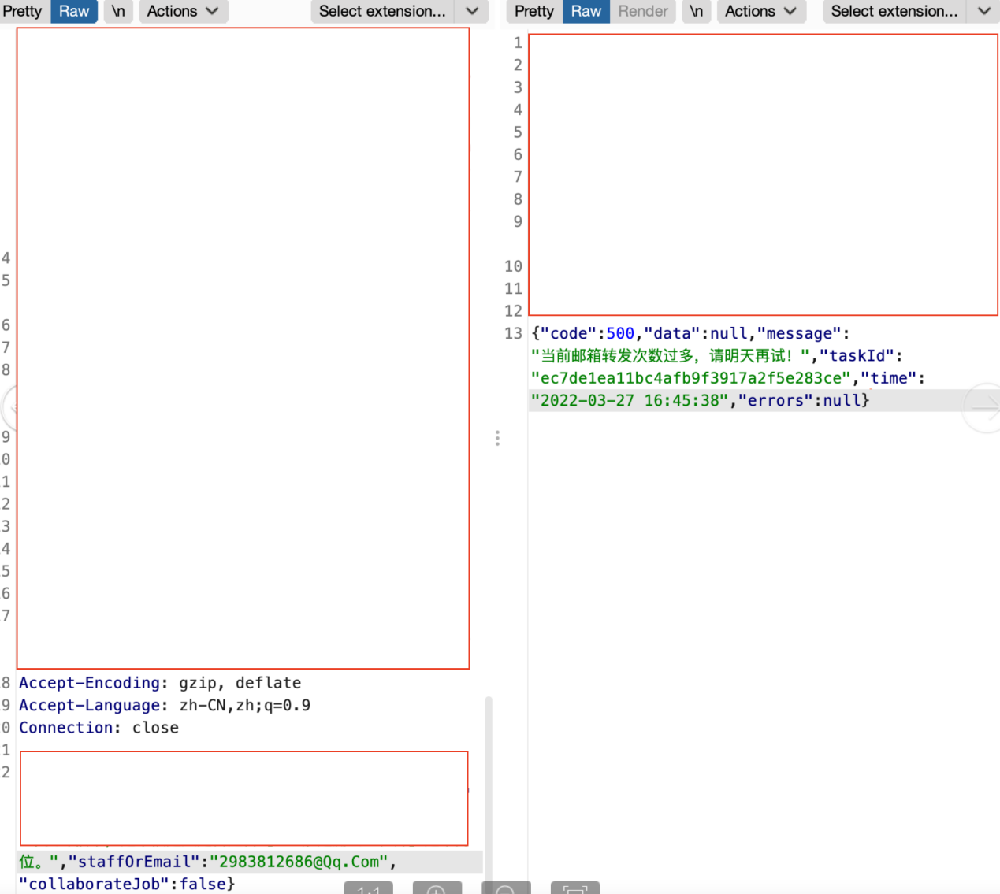 Pretty Raw \n Actions Select extension...
4
5
6
7
8
9
0
1
2
3
4
5
6
7
8 Accept-Encoding: gzip, deflate
9 Accept-Language: zh-CN,zh;q=0.9
0 Connection: close
1
2
位。","staffOrEmail":"2983812686@Qq.Com",
"collaborateJob":false}
1:1
Pretty Raw Render \n Actions Select extension...
1
2
3
4
5
6
7
8
9
10
11
12
13 {"code":500,"data":null,"message":
"当前邮箱转发次数过多，请明天再试！","taskId":
"ec7de1ea11bc4afb9f3917a2f5e283ce","time":
"2022-03-27 16:45:38","errors":null}